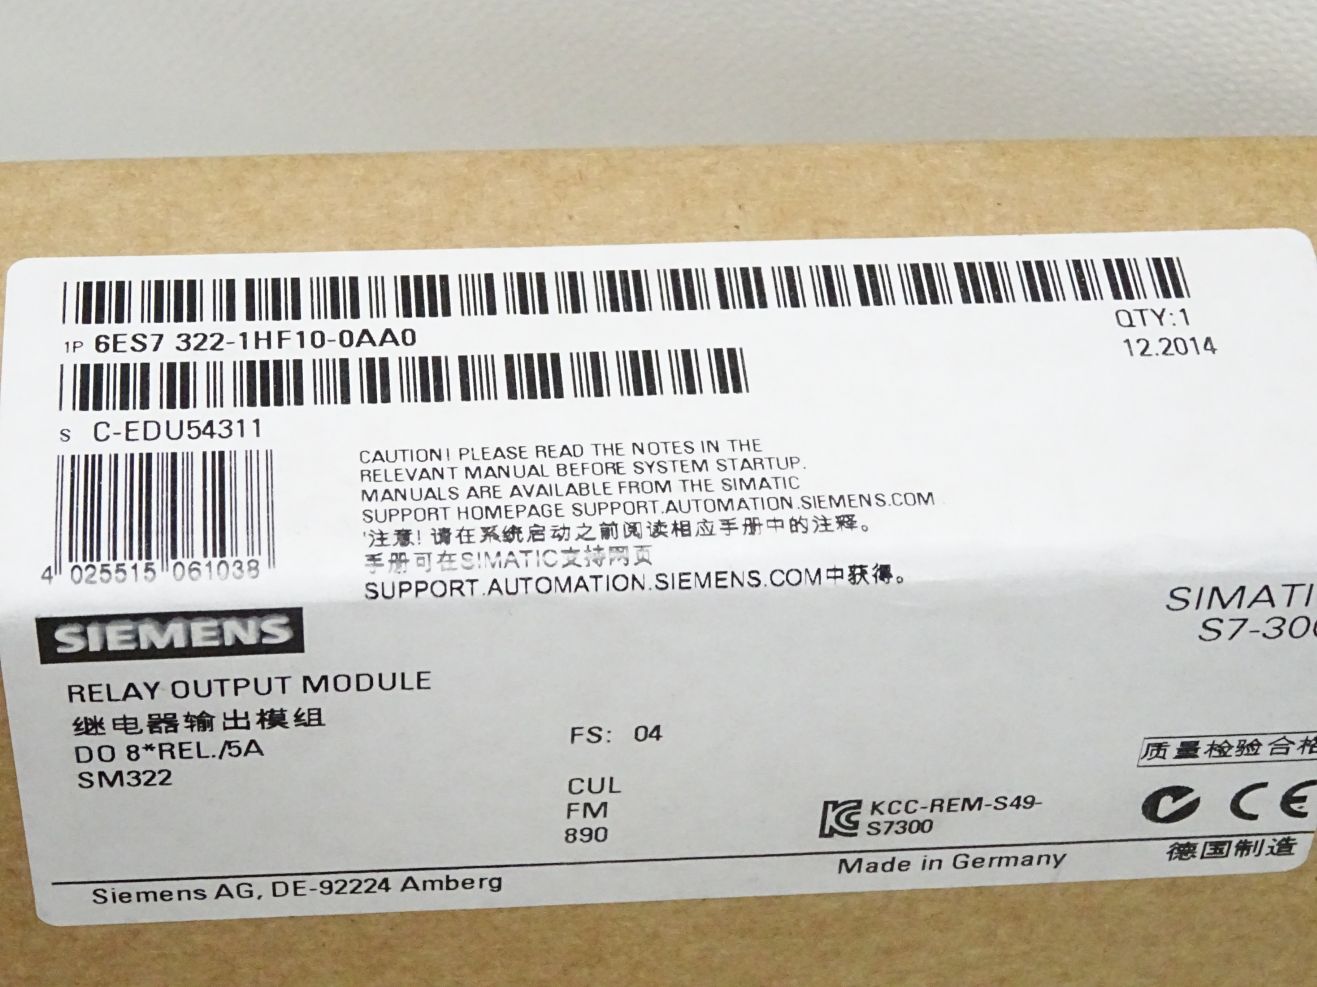 1P 6ES7 322-1HF10-0AA0
QTY:1
12.2014
S C-EDU54311
4 025515 061038
CAUTION! PLEASE READ THE NOTES IN THE
RELEVANT MANUAL BEFORE SYSTEM STARTUP.
MANUALS ARE AVAILABLE FROM THE SIMATIC
SUPPORT HOMEPAGE SUPPORT.AUTOMATION.SIEMENS.COM
注意! 请在系统启动之前阅读相应手册中的注释。
手册可在SIMATIC支持网页
SUPPORT.AUTOMATION.SIEMENS.COM中获得。
SIEMENS
SIMATI
S7-300
RELAY OUTPUT MODULE
继电器输出模组
DO 8*REL./5A
SM322
FS: 04
CUL
FM
890
KCC-REM-S49-
S7300
质量检验合格
CE
Made in Germany
德国制造
Siemens AG, DE-92224 Amberg